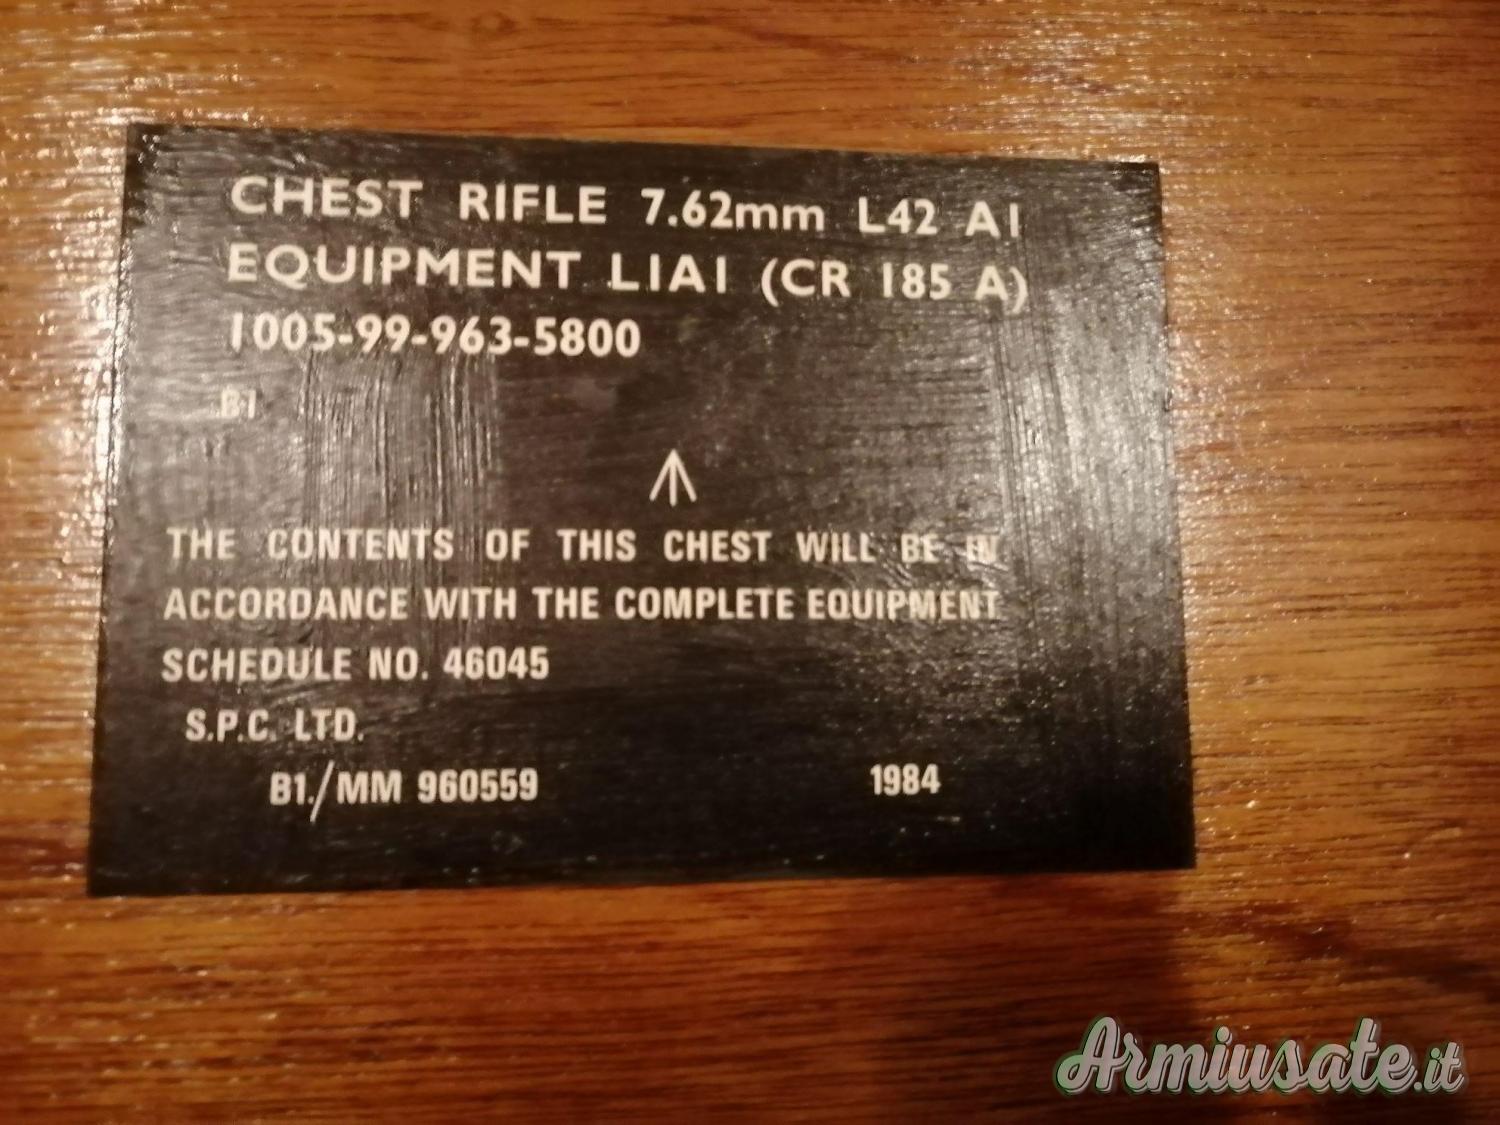 CHEST RIFLE 7.62mm L42 A1
EQUIPMENT L1A1 (CR 185 A)
1005-99-963-5800
B1
THE CONTENTS OF THIS CHEST WILL BE IN
ACCORDANCE WITH THE COMPLETE EQUIPMENT
SCHEDULE NO. 46045
S.P.C. LTD.
B1./MM 960559 1984
Armiusate.it